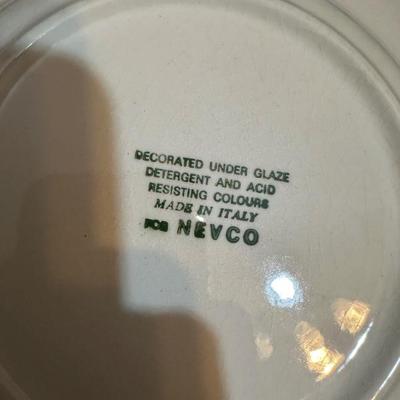 DECORATED UNDER GLAZE
DETERGENT AND ACID
RESISTING COLOURS
MADE IN ITALY
FOR NEVCO